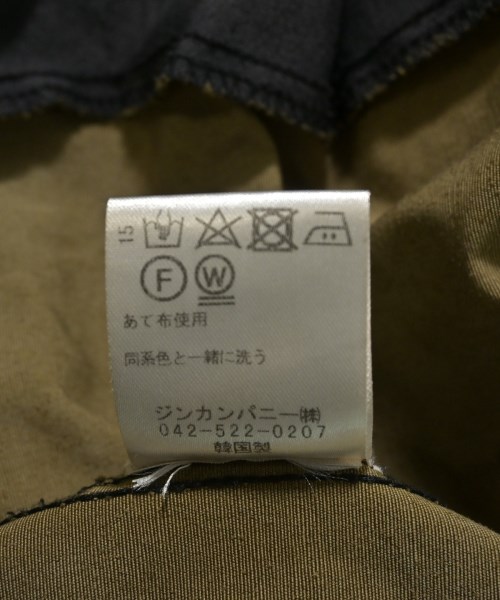 15
F W
あて布使用
同系色と一緒に洗う
ジンカンパニー㈱
042-522-0207
韓国製